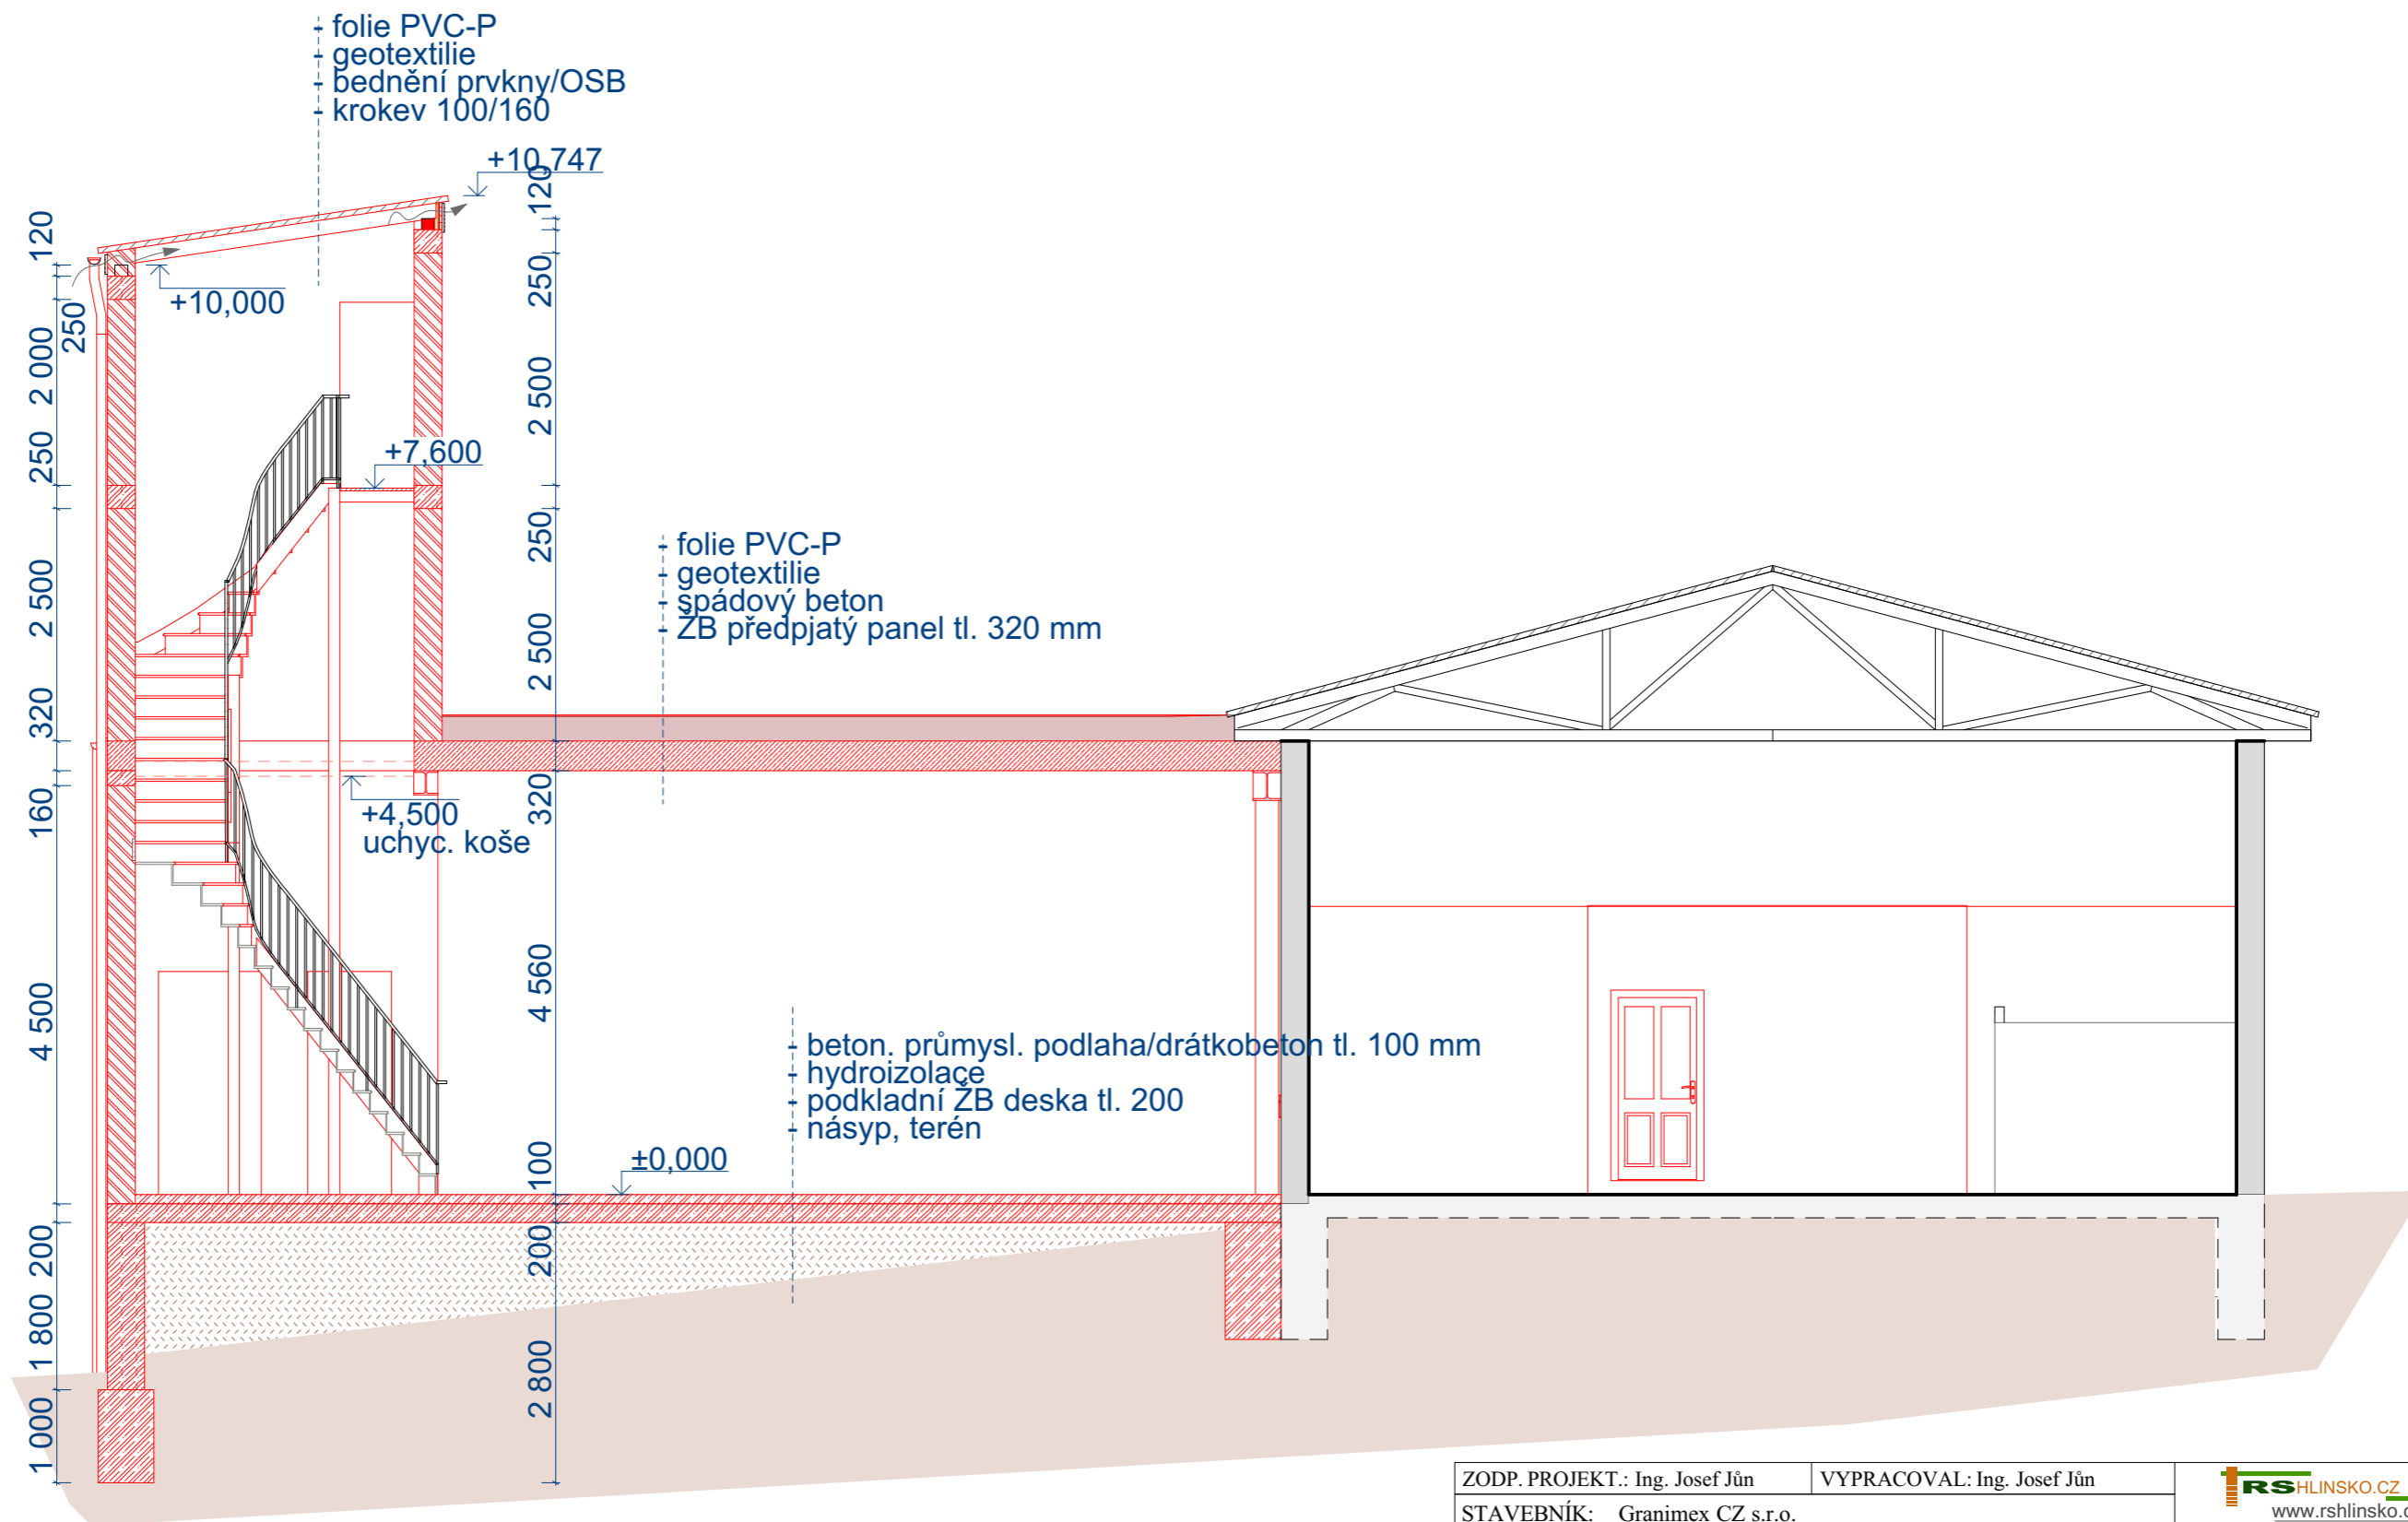 - folie PVC-P
- geotextilie
- bednění prvkny/OSB
- krokev 100/160
+10,747
120
120
+10,000
250
250
2 000
2 500
250
+7,600
250
- folie PVC-P
- geotextilie
- spádový beton
- ŽB předpjatý panel tl. 320 mm
2 500
2 500
320
320
160
+4,500
uchyc. koše
4 560
4 500
- beton. průmysl. podlaha/drátkobeton tl. 100 mm
- hydroizolace
- podkladní ŽB deska tl. 200
- násyp, terén
100
±0,000
200
200
1 800
2 800
1 000
ZODP. PROJEKT.: Ing. Josef Jůn
VYPRACOVAL: Ing. Josef Jůn
RSHLINSKO.CZ
www.rshlinsko.c
STAVEBNÍK: Granimex CZ s.r.o.